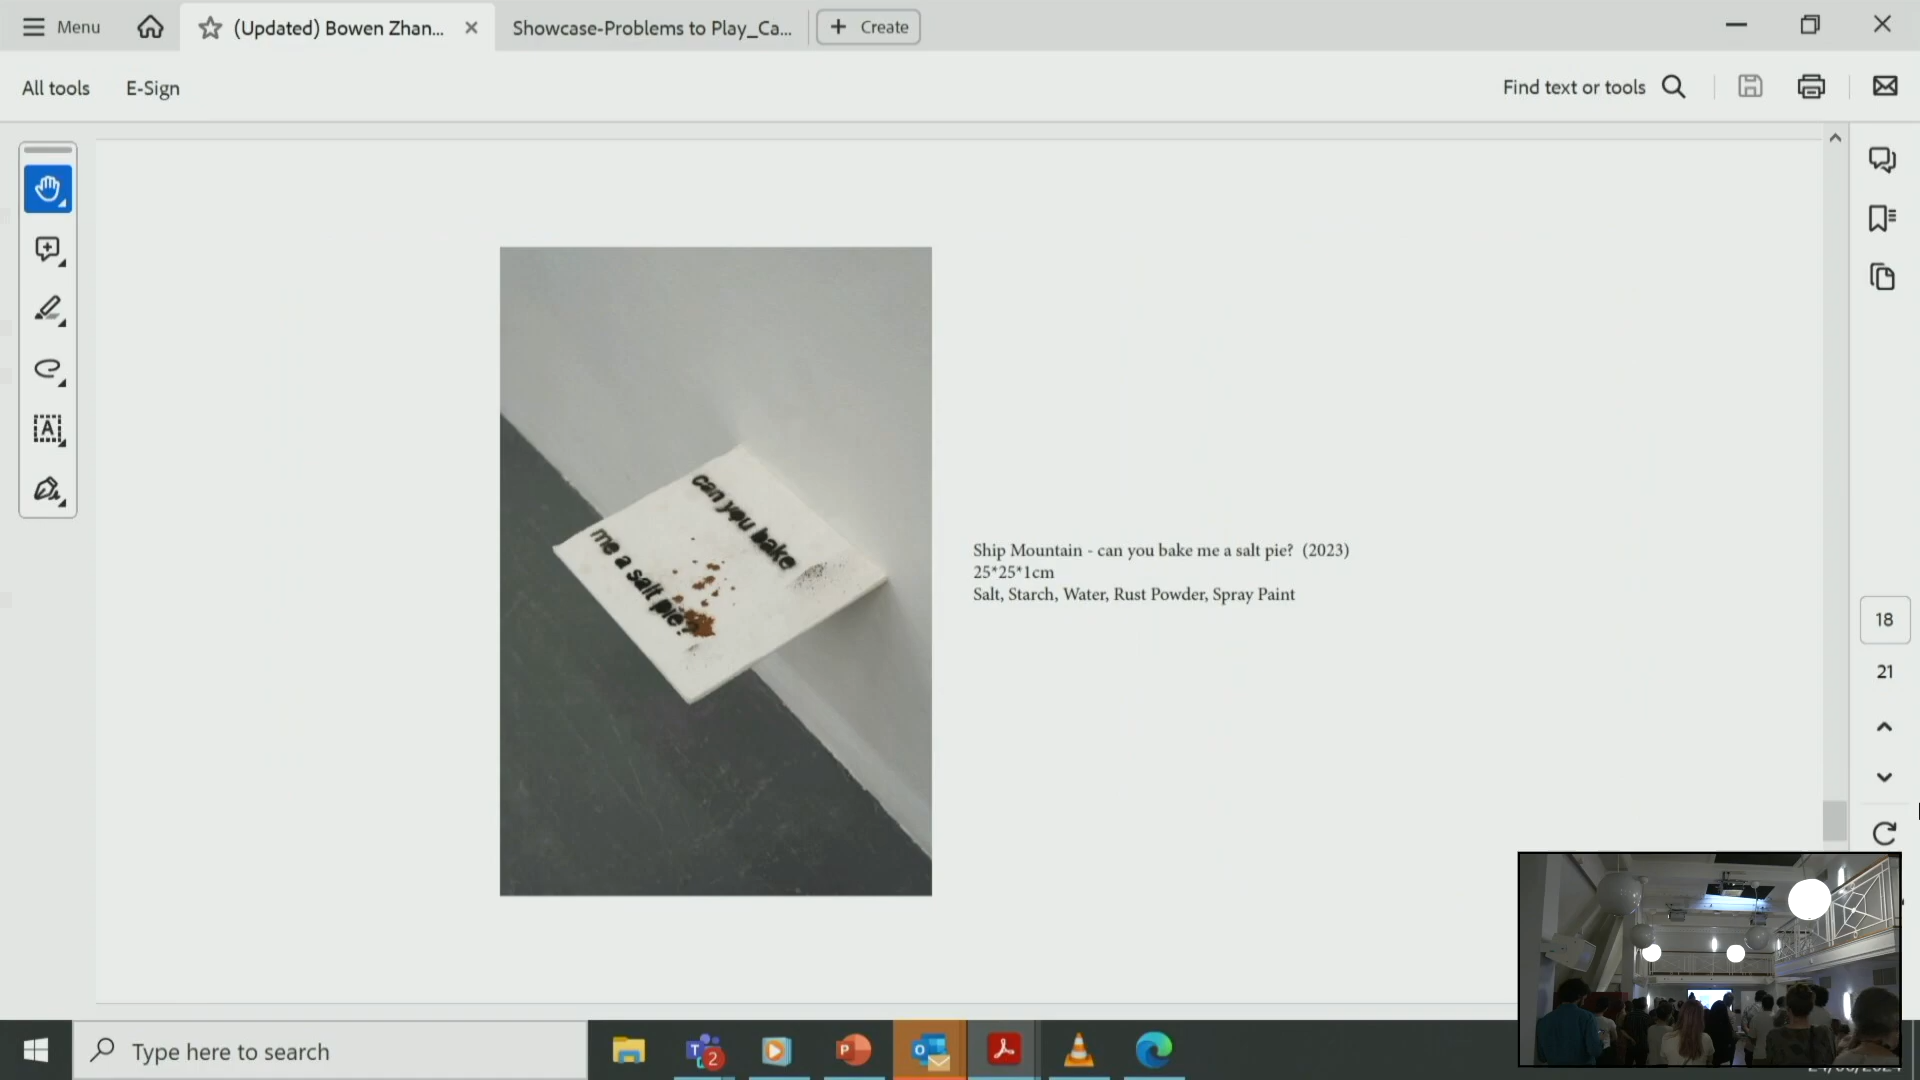 Menu
(Updated) Bowen Zhan...
Showcase-Problems to Play_Ca...
Create
All tools
E-Sign
Find text or tools
can you bake
me a salt pie?
Ship Mountain - can you bake me a salt pie? (2023)
25*25*1cm
Salt, Starch, Water, Rust Powder, Spray Paint
18
21
Type here to search
2